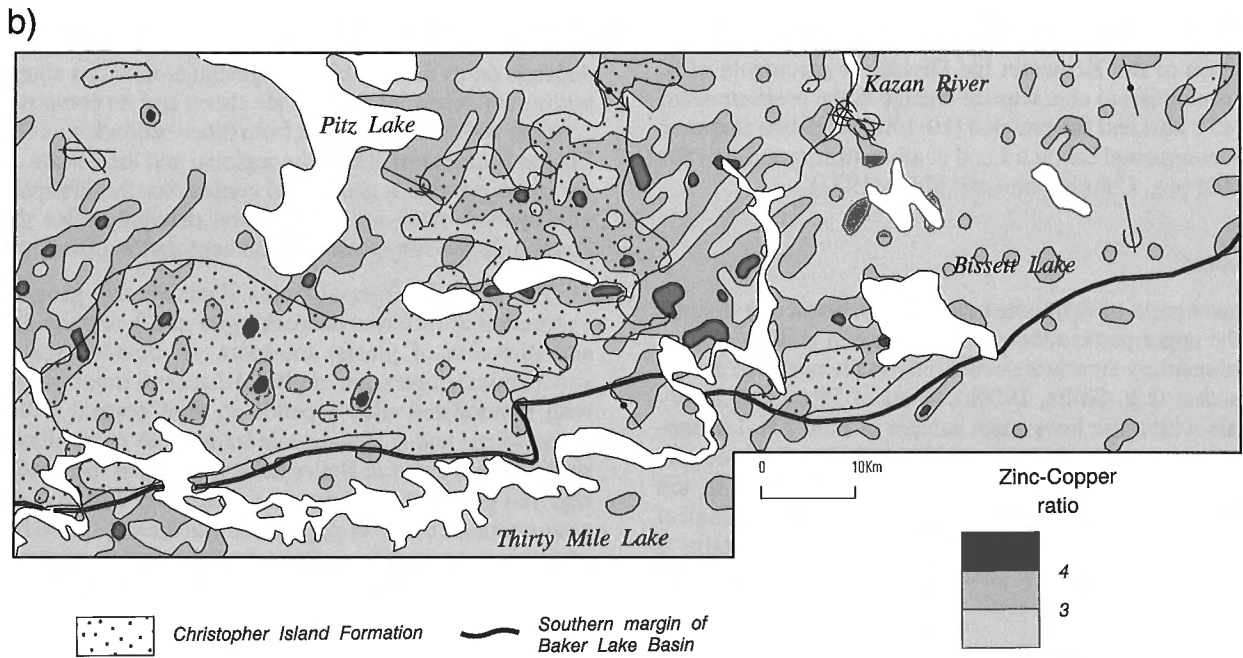 b)
Kazan River
Pitz Lake
Bissett Lake
0 10Km
Thirty Mile Lake
Zinc-Copper
ratio
4
3
Christopher Island Formation
Southern margin of
Baker Lake Basin